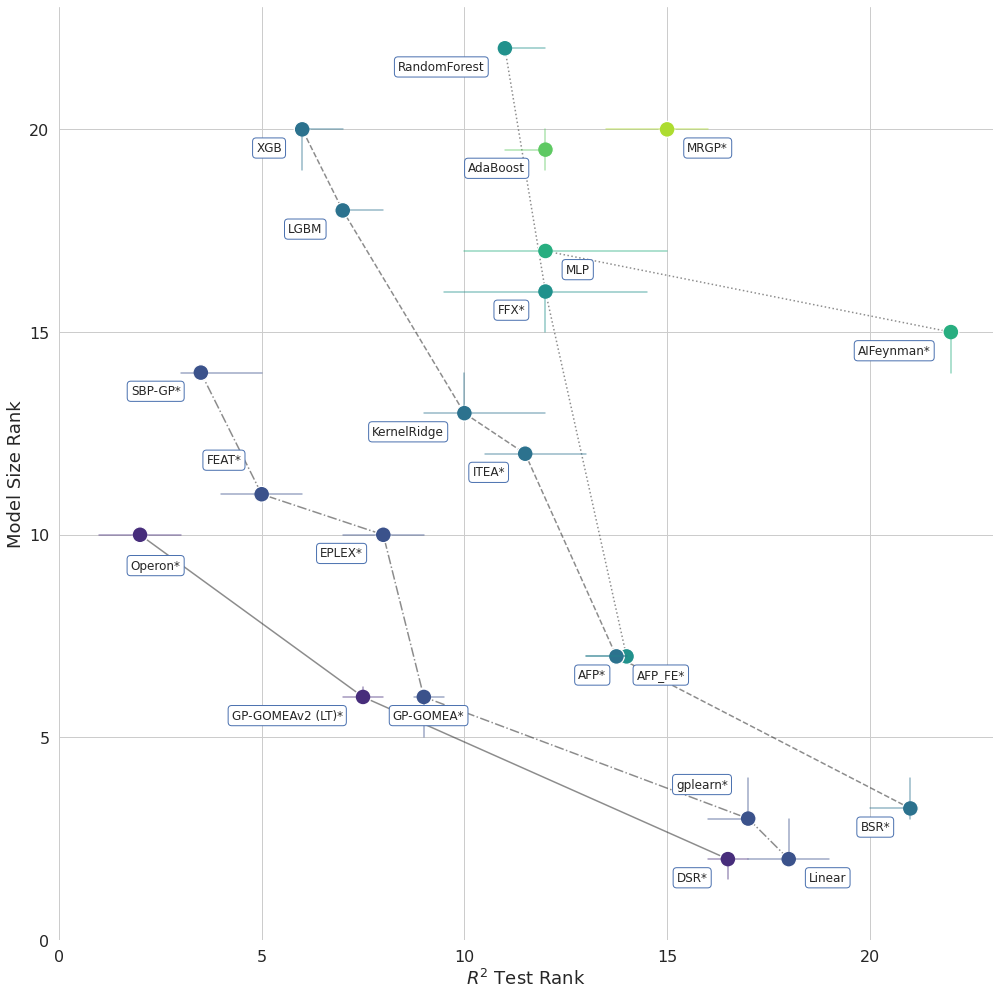 RandomForest
20
XGB
AdaBoost
MRGP*
LGBM
MLP
FFX*
15
AIFeynman*
SBP-GP*
KernelRidge
FEAT*
ITEA*
Model Size Rank
10
EPLEX*
Operon*
AFP*
AFP_FE*
GP-GOMEAv2 (LT)*
GP-GOMEA*
5
gplearn*
BSR*
DSR*
Linear
0
0
5
10
15
20
R² Test Rank